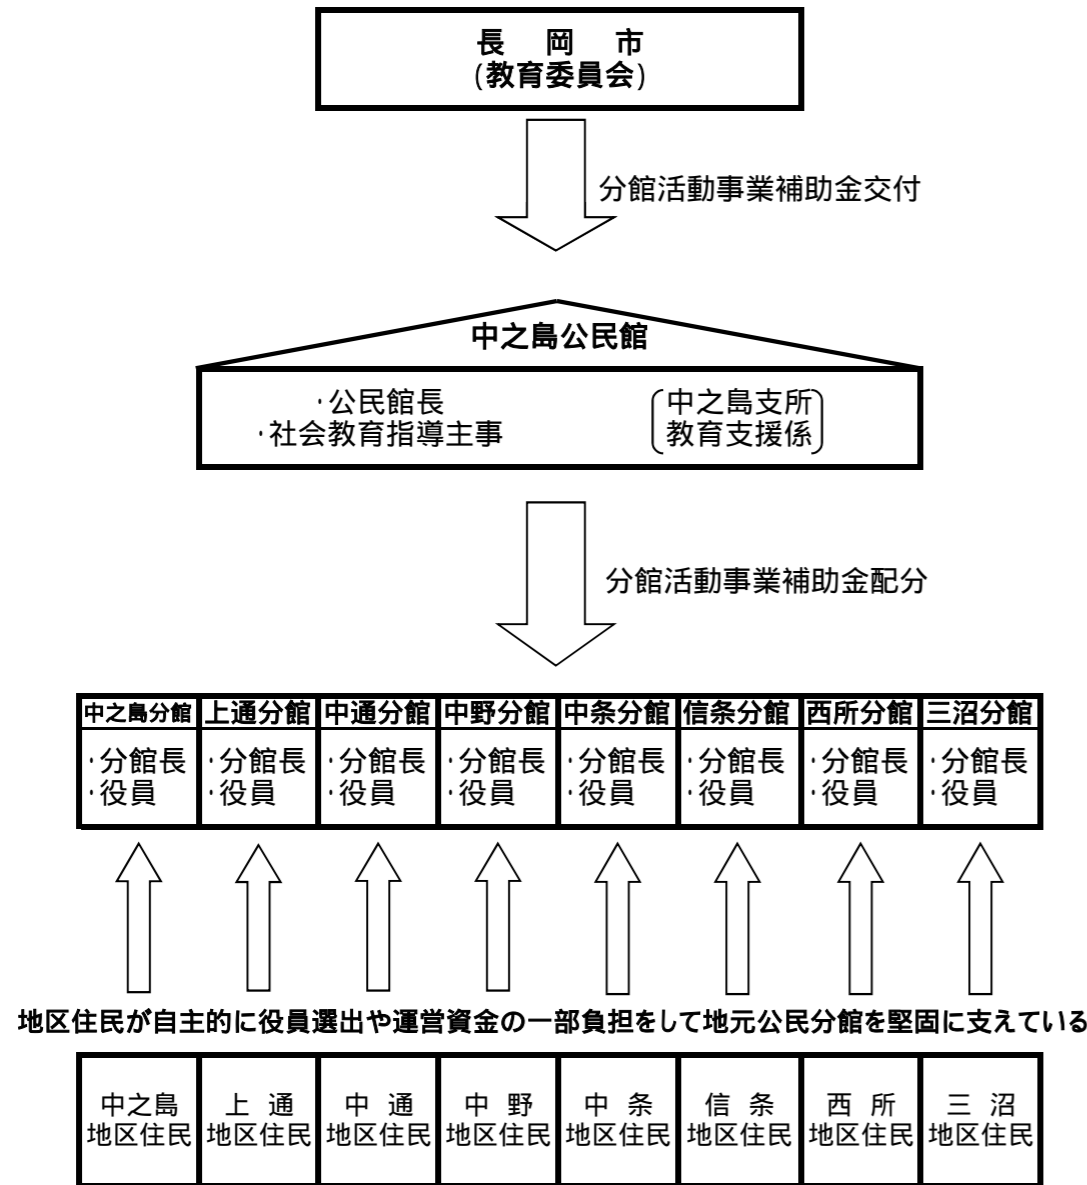 長 岡 市
(教育委員会)
分館活動事業補助金交付
中之島公民館
・公民館長
・社会教育指導主事
中之島支所
教育支援係
分館活動事業補助金配分
中之島分館 上通分館 中通分館 中野分館 中条分館 信条分館 西所分館 三沼分館
・分館長 ・分館長 ・分館長 ・分館長 ・分館長 ・分館長 ・分館長 ・分館長
・役員 ・役員 ・役員 ・役員 ・役員 ・役員 ・役員 ・役員
地区住民が自主的に役員選出や運営資金の一部負担をして地元公民分館を堅固に支えている
中之島 上 通 中 通 中 野 中 条 信 条 西 所 三 沼
地区住民 地区住民 地区住民 地区住民 地区住民 地区住民 地区住民 地区住民